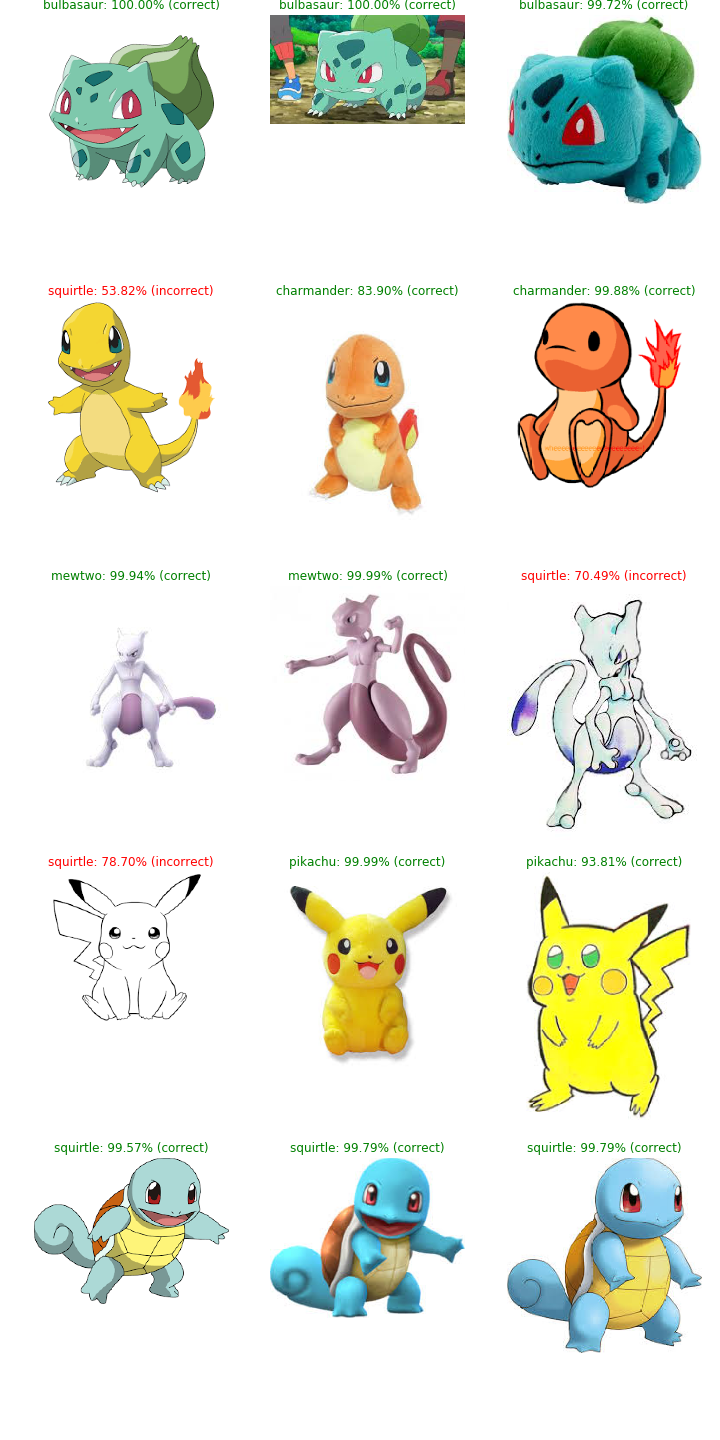 bulbasaur: 100.00% (correct)
bulbasaur: 100.00% (correct)
bulbasaur: 99.72% (correct)
squirtle: 53.82% (incorrect)
charmander: 83.90% (correct)
charmander: 99.88% (correct)
mewtwo: 99.94% (correct)
mewtwo: 99.99% (correct)
squirtle: 70.49% (incorrect)
squirtle: 78.70% (incorrect)
pikachu: 99.99% (correct)
pikachu: 93.81% (correct)
squirtle: 99.57% (correct)
squirtle: 99.79% (correct)
squirtle: 99.79% (correct)